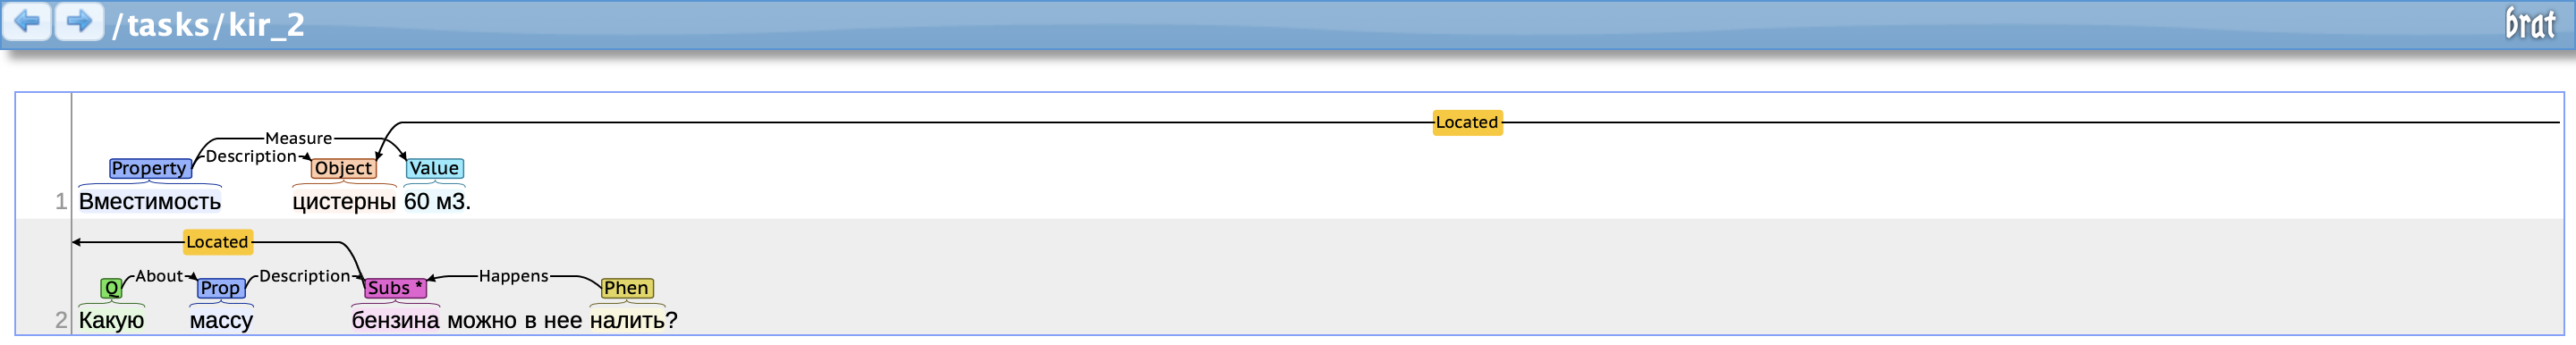 /tasks/kir_2 brat
Located
Measure
Description
Property Object Value
1 Вместимость цистерны 60 м3.
Located
About Description Happens
Q Prop Subs * Phen
2 Какую массу бензина можно в нее налить?